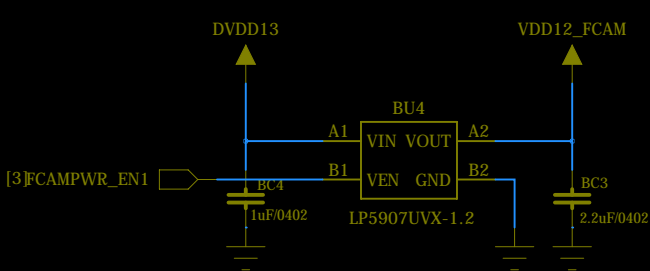 DVDD13
VDD12_FCAM
BU4
A1 VIN VOUT A2
[3]FCAMPWR_EN1
B1 VEN GND B2
BC4
1uF/0402
LP5907UVX-1.2
BC3
2.2uF/0402